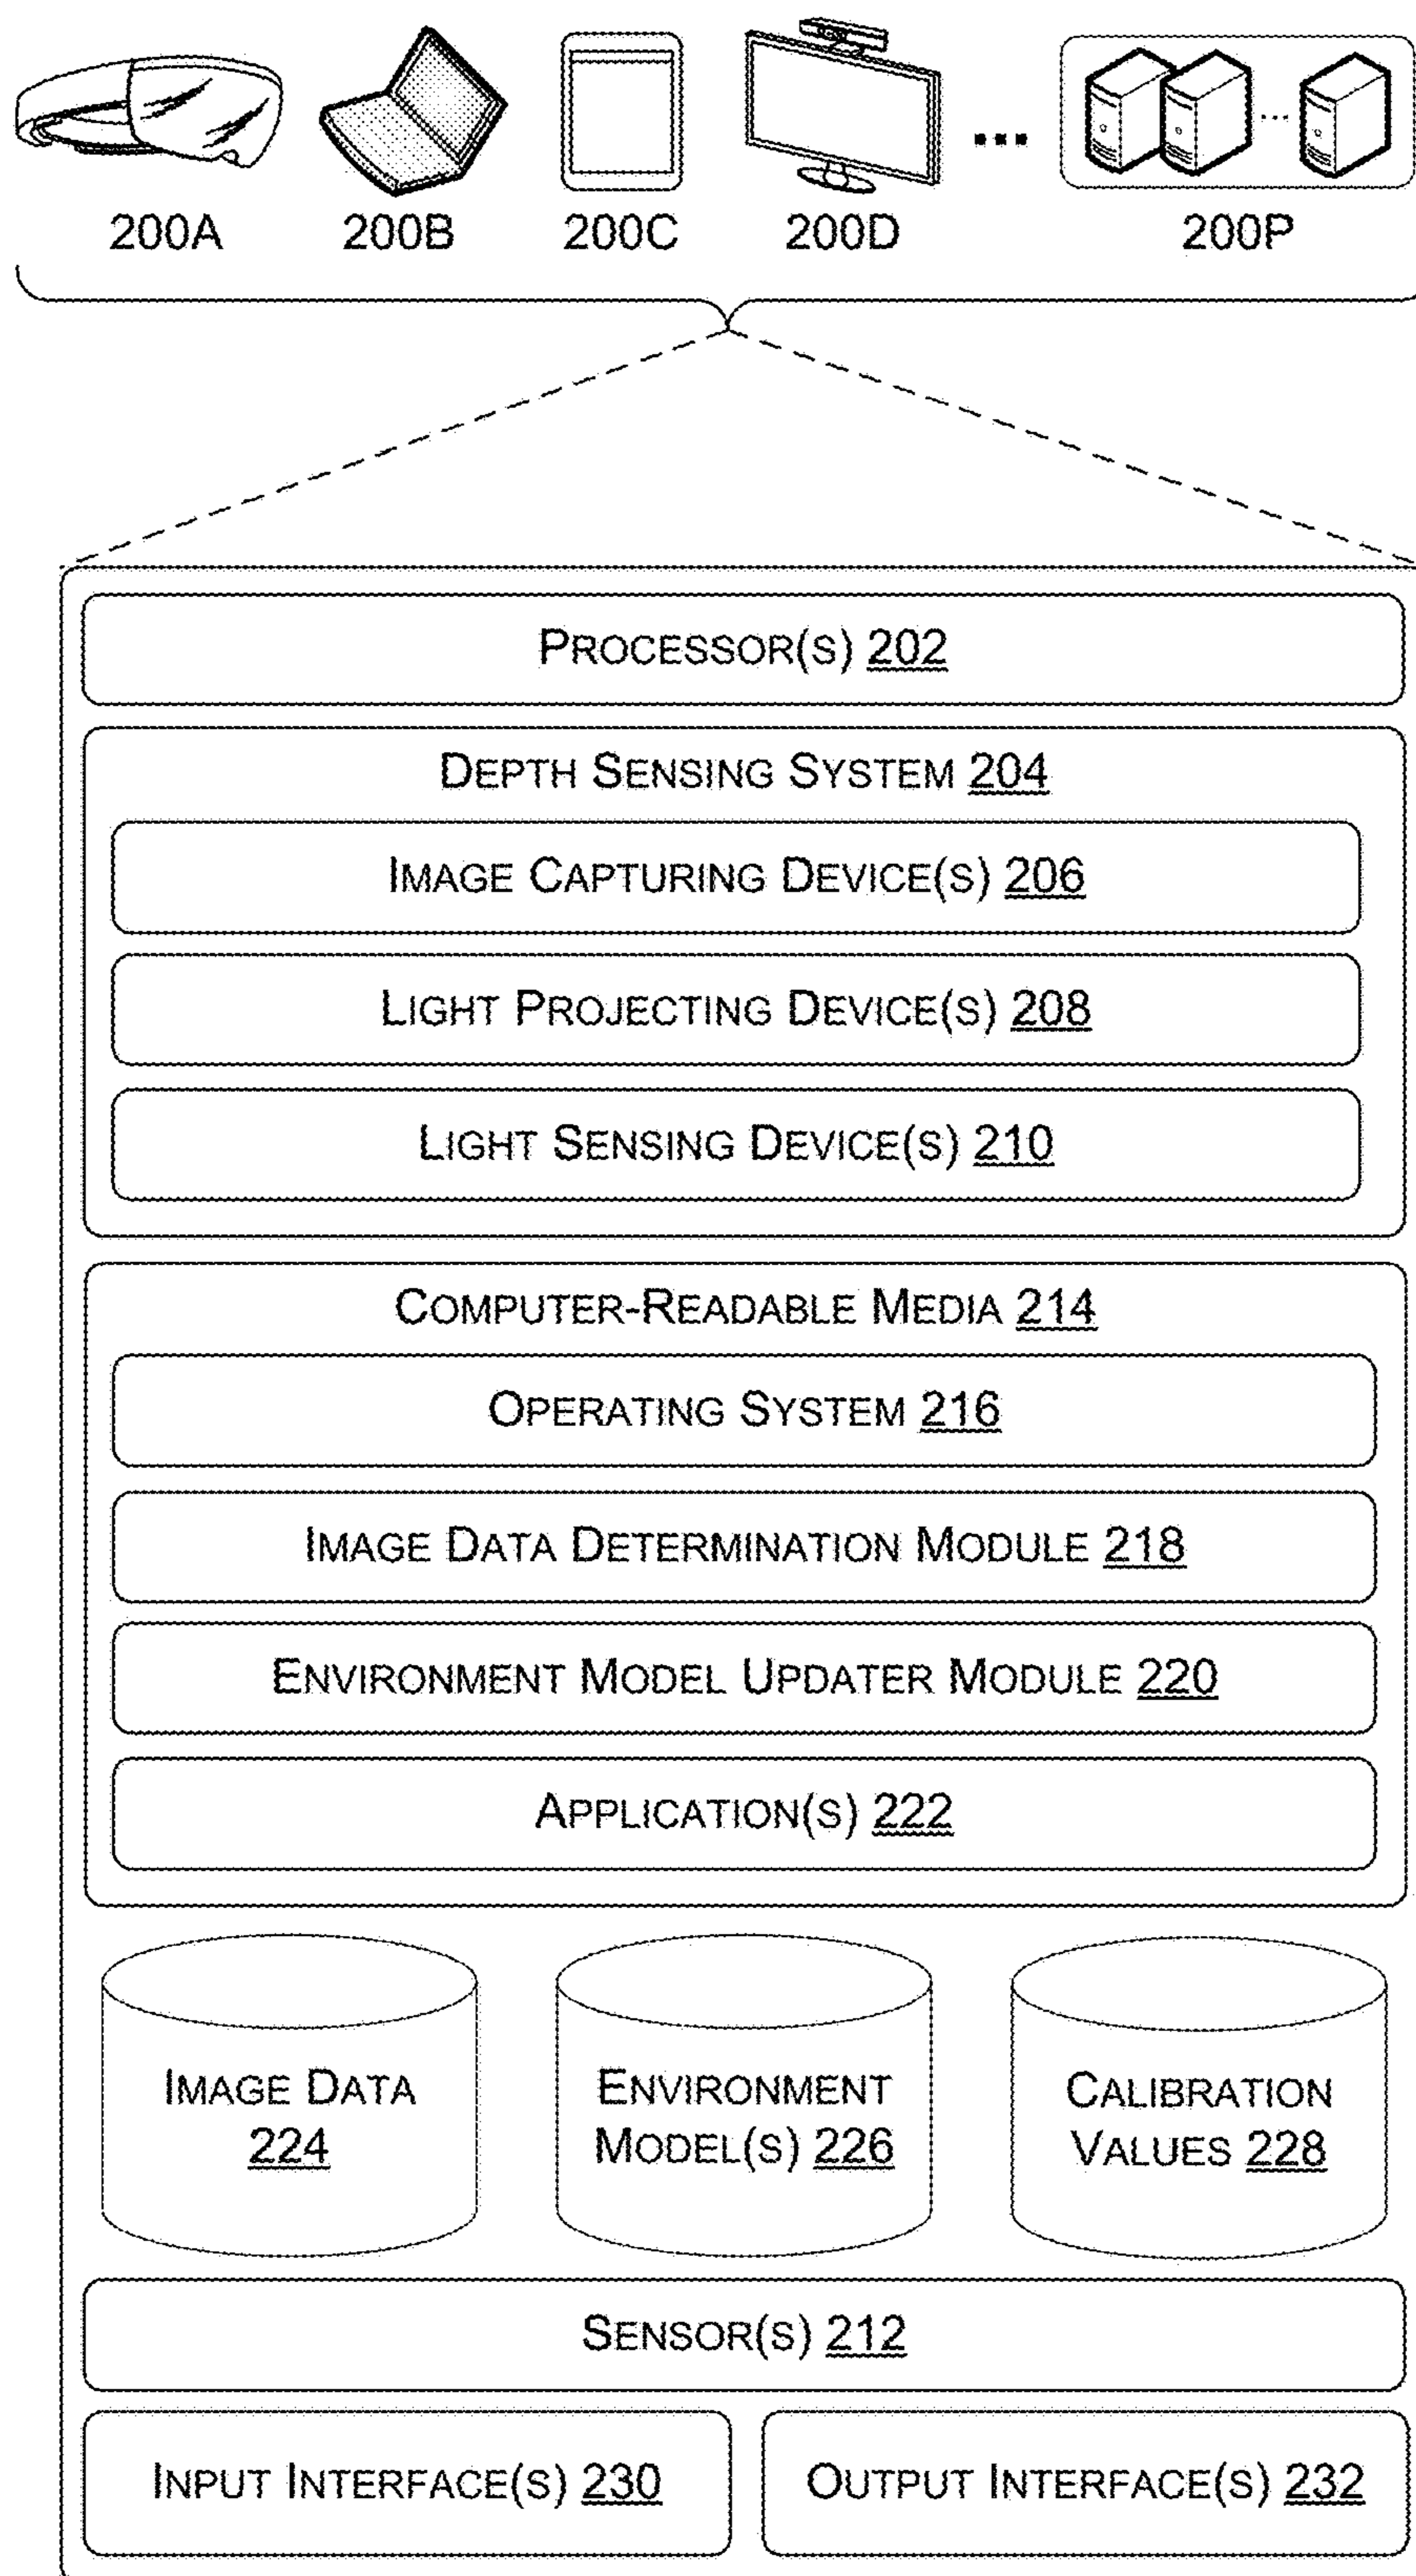 200A 200B 200C 200D 200P
PROCESSOR(S) 202
DEPTH SENSING SYSTEM 204
IMAGE CAPTURING DEVICE(S) 206
LIGHT PROJECTING DEVICE(S) 208
LIGHT SENSING DEVICE(S) 210
COMPUTER-READABLE MEDIA 214
OPERATING SYSTEM 216
IMAGE DATA DETERMINATION MODULE 218
ENVIRONMENT MODEL UPDATER MODULE 220
APPLICATION(S) 222
IMAGE DATA
224
ENVIRONMENT
MODEL(S) 226
CALIBRATION
VALUES 228
SENSOR(S) 212
INPUT INTERFACE(S) 230
OUTPUT INTERFACE(S) 232